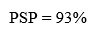 PSP = 93%